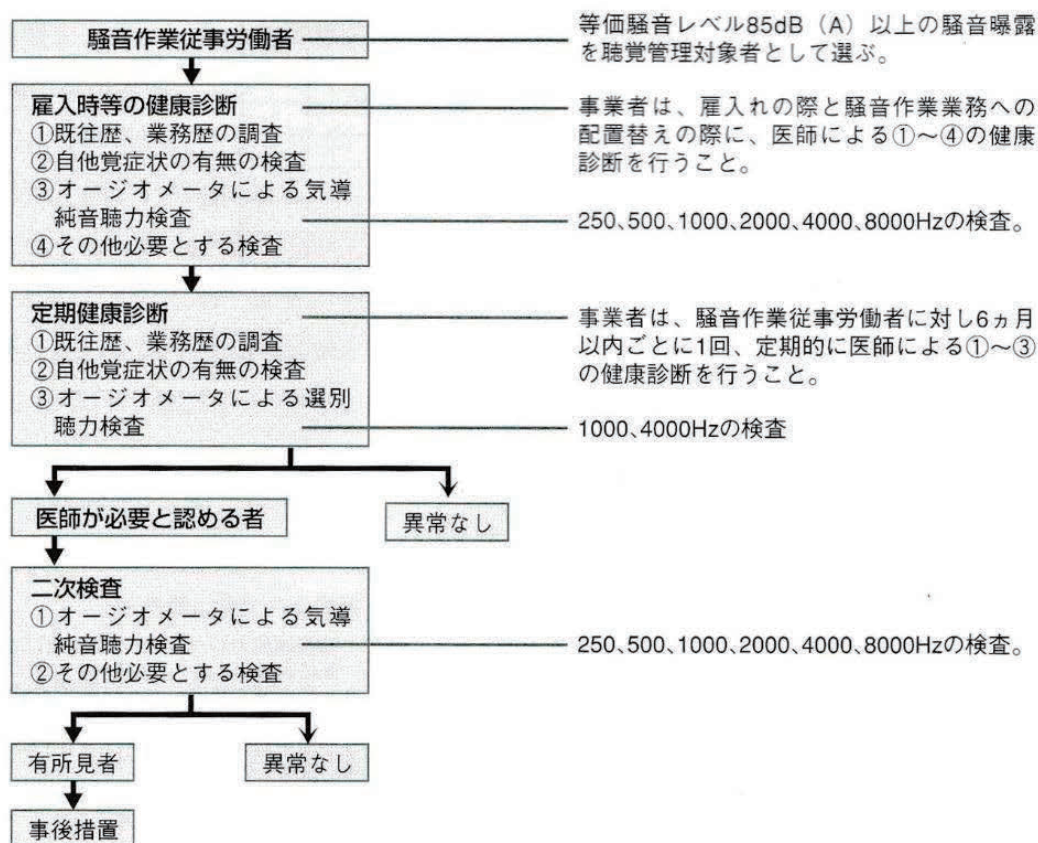 騒音作業従事労働者
等価騒音レベル85dB（A）以上の騒音曝露
を聴覚管理対象者として選ぶ。
雇入時等の健康診断
①既往歴、業務歴の調査
②自他覚症状の有無の検査
③オージオメータによる気導
純音聴力検査
④その他必要とする検査
事業者は、雇入れの際と騒音作業業務への
配置替えの際に、医師による①～④の健康
診断を行うこと。
250、500、1000、2000、4000、8000Hzの検査。
定期健康診断
①既往歴、業務歴の調査
②自他覚症状の有無の検査
③オージオメータによる選別
聴力検査
事業者は、騒音作業従事労働者に対し6ヵ月
以内ごとに1回、定期的に医師による①～③
の健康診断を行うこと。
1000、4000Hzの検査
医師が必要と認める者
異常なし
二次検査
①オージオメータによる気導
純音聴力検査
②その他必要とする検査
250、500、1000、2000、4000、8000Hzの検査。
有所見者
異常なし
事後措置